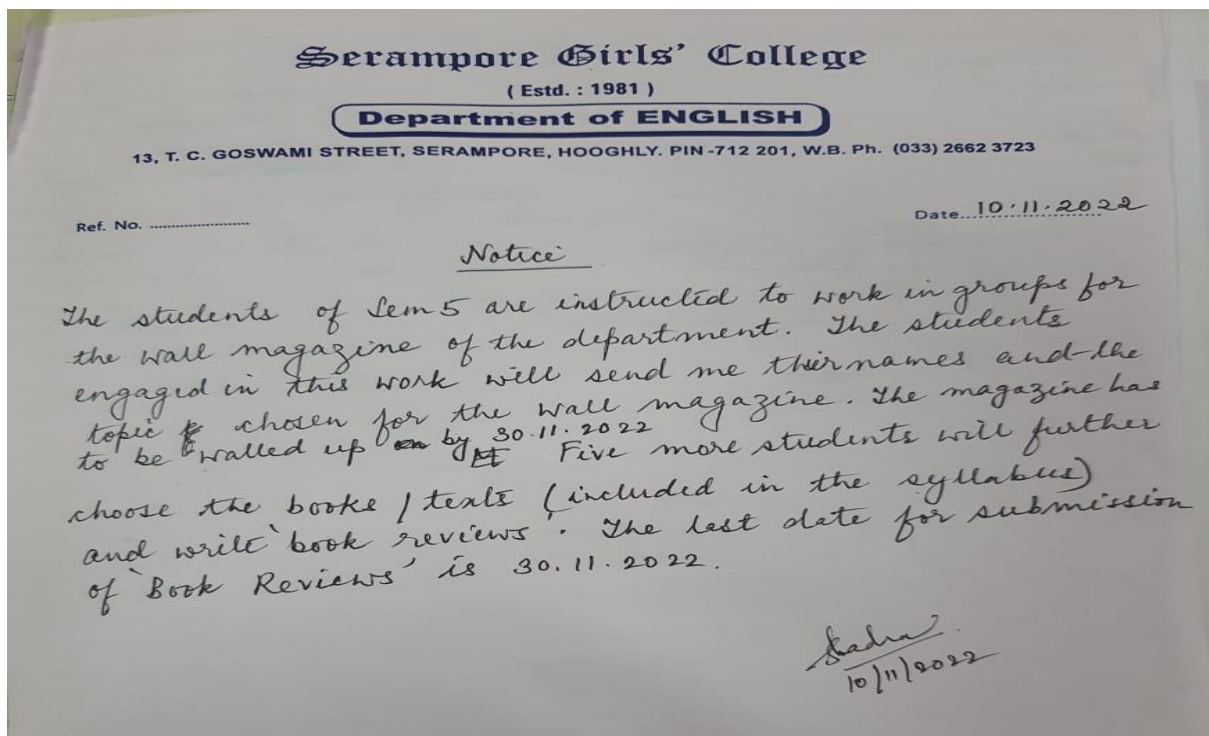 Serampore Girls' College
( Estd. : 1981 )
Department of ENGLISH
13, T. C. GOSWAMI STREET, SERAMPORE, HOOGHLY. PIN -712 201, W.B. Ph. (033) 2662 3723
Ref. No. ........................
Date...10.11.2022
Notice
The students of Sem 5 are instructed to work in groups for
the wall magazine of the department. The students
engaged in this work will send me thier names and the
topic chosen for the wall magazine. The magazine has
to be walled up by 30.11.2022 Five more students will further
choose the books / texts (included in the syllabus)
and write 'book reviews'. The last date for submission
of 'Book Reviews' is 30.11.2022.
10/11/2022